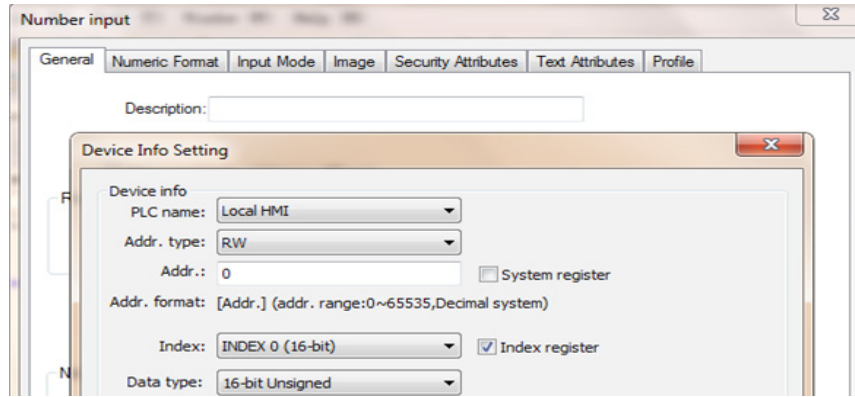 Number input
General Numeric Format Input Mode Image Security Attributes Text Attributes Profile
Description:
Device Info Setting
Device info
PLC name: Local HMI
Addr. type: RW
Addr.: 0 System register
Addr. format: [Addr.] (addr. range:0~65535,Decimal system)
Index: INDEX 0 (16-bit) Index register
Data type: 16-bit Unsigned